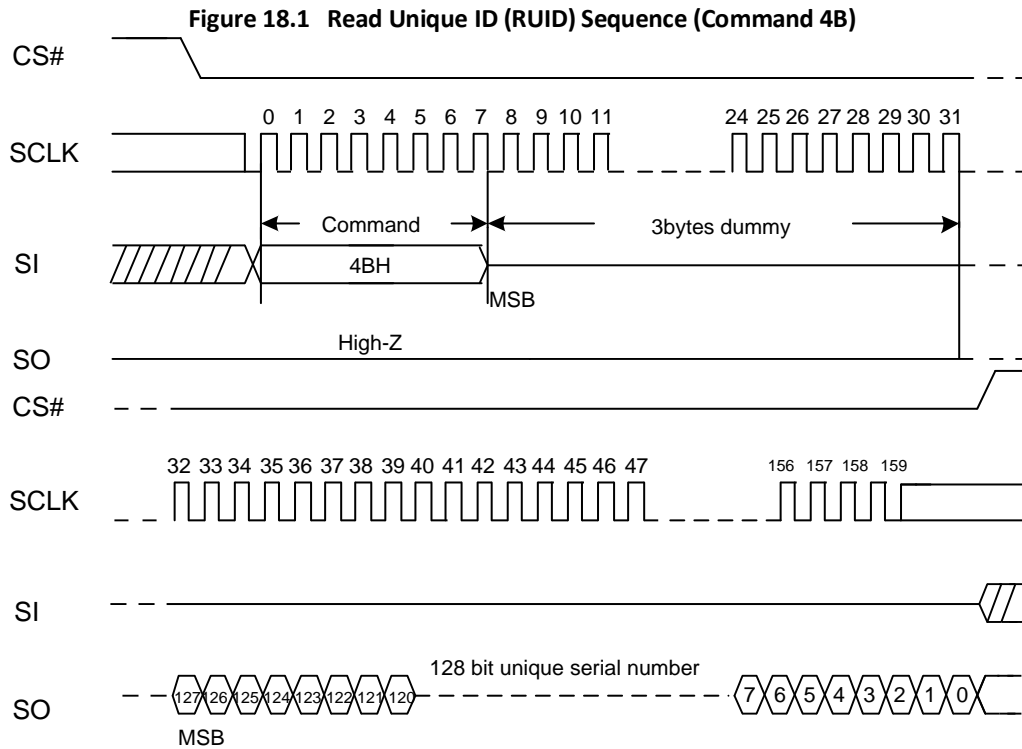 Figure 18.1 Read Unique ID (RUID) Sequence (Command 4B)
CS#
0 1 2 3 4 5 6 7 8 9 10 11 24 25 26 27 28 29 30 31
SCLK
Command 3bytes dummy
SI 4BH
MSB
High-Z
SO
CS#
32 33 34 35 36 37 38 39 40 41 42 43 44 45 46 47 156 157 158 159
SCLK
SI
128 bit unique serial number
SO 127 126 125 124 123 122 121 120 7 6 5 4 3 2 1 0
MSB